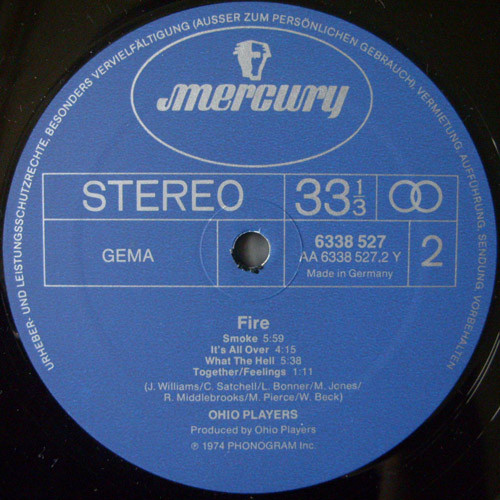 URHEBER- UND LEISTUNGSSCHUTZRECHTE, BESONDERS VERVIELFÄLTIGUNG (AUSSER ZUM PERSÖNLICHEN GEBRAUCH), VERMIETUNG, AUFFÜHRUNG, SENDUNG, VORBEHALTEN
mercury
STEREO
33 1/3
GEMA
6338 527
AA 6338 527.2 Y
Made in Germany
2
Fire
Smoke 5:59
It's All Over 4:15
What The Hell 5:38
Together/Feelings 1:11
(J. Williams/C. Satchell/L. Bonner/M. Jones/
R. Middlebrooks/M. Pierce/W. Beck)
OHIO PLAYERS
Produced by Ohio Players
℗ 1974 PHONOGRAM Inc.